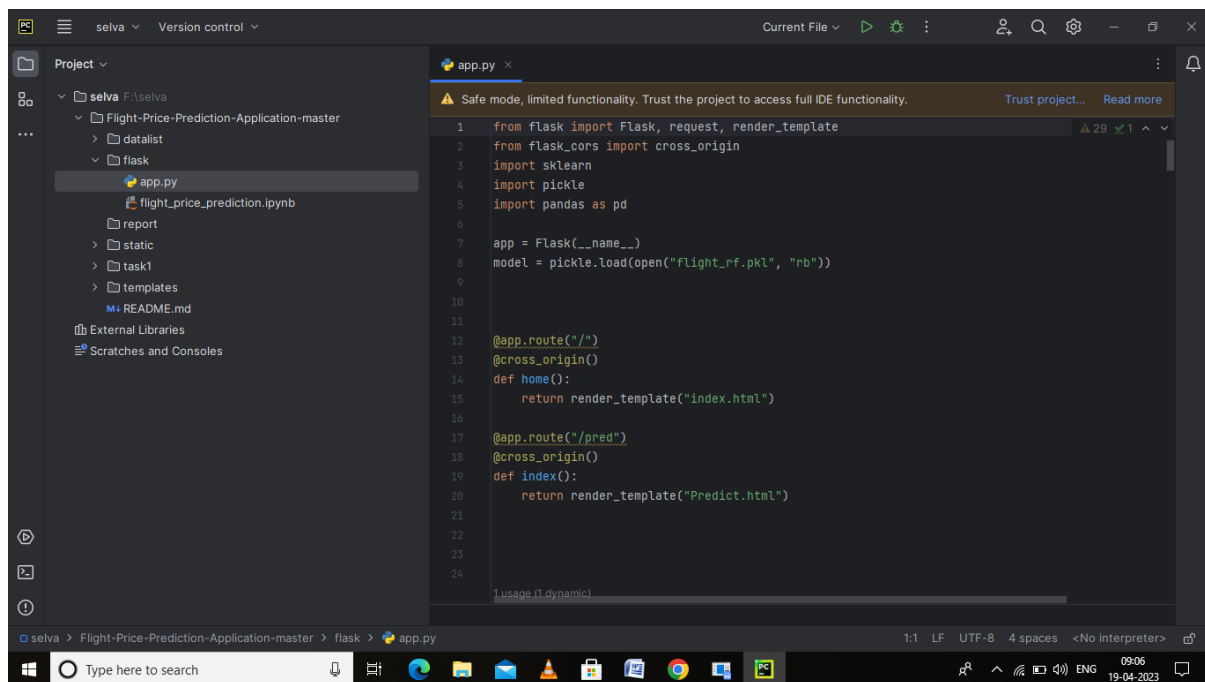 PC selva Version control Current File
Project
app.py
selva F:\selva
Safe mode, limited functionality. Trust the project to access full IDE functionality. Trust project... Read more
Flight-Price-Prediction-Application-master
datalist
flask
app.py
flight_price_prediction.ipynb
report
static
task1
templates
M↓ README.md
External Libraries
Scratches and Consoles
29 1
1 from flask import Flask, request, render_template
2 from flask_cors import cross_origin
3 import sklearn
4 import pickle
5 import pandas as pd
6
7 app = Flask(__name__)
8 model = pickle.load(open("flight_rf.pkl", "rb"))
9
10
11
12 @app.route("/")
13 @cross_origin()
14 def home():
15 return render_template("index.html")
16
17 @app.route("/pred")
18 @cross_origin()
19 def index():
20 return render_template("Predict.html")
21
22
23
24
1 usage (1 dynamic)
selva > Flight-Price-Prediction-Application-master > flask > app.py
1:1 LF UTF-8 4 spaces <No interpreter>
Type here to search
PC
ENG
09:06
19-04-2023